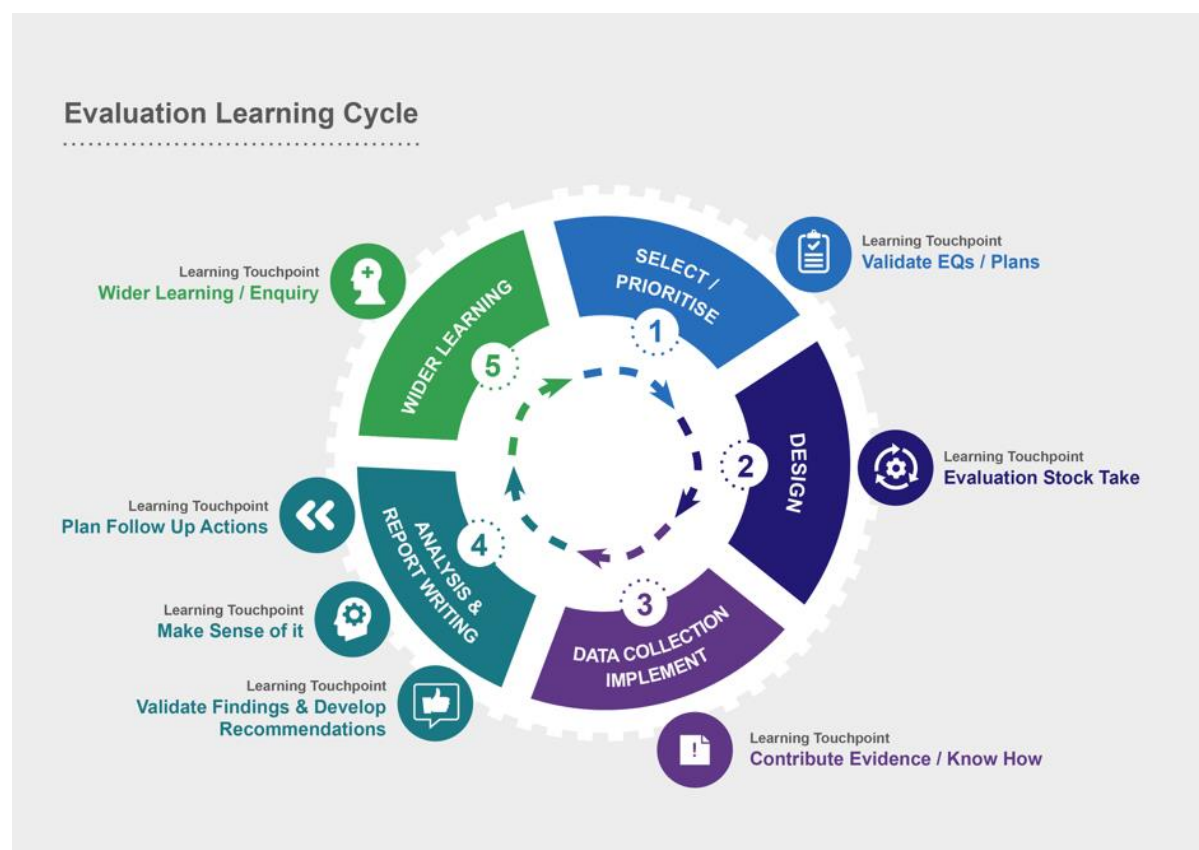 Evaluation Learning Cycle
SELECT /
PRIORITISE
1
Learning Touchpoint
Validate EQs / Plans
DESIGN
2
Learning Touchpoint
Evaluation Stock Take
3
DATA COLLECTION
IMPLEMENT
!
Learning Touchpoint
Contribute Evidence / Know How
ANALYSIS &
REPORT WRITING
4
Learning Touchpoint
Validate Findings & Develop
Recommendations
Learning Touchpoint
Make Sense of it
Learning Touchpoint
Plan Follow Up Actions
WIDER LEARNING
5
Learning Touchpoint
Wider Learning / Enquiry